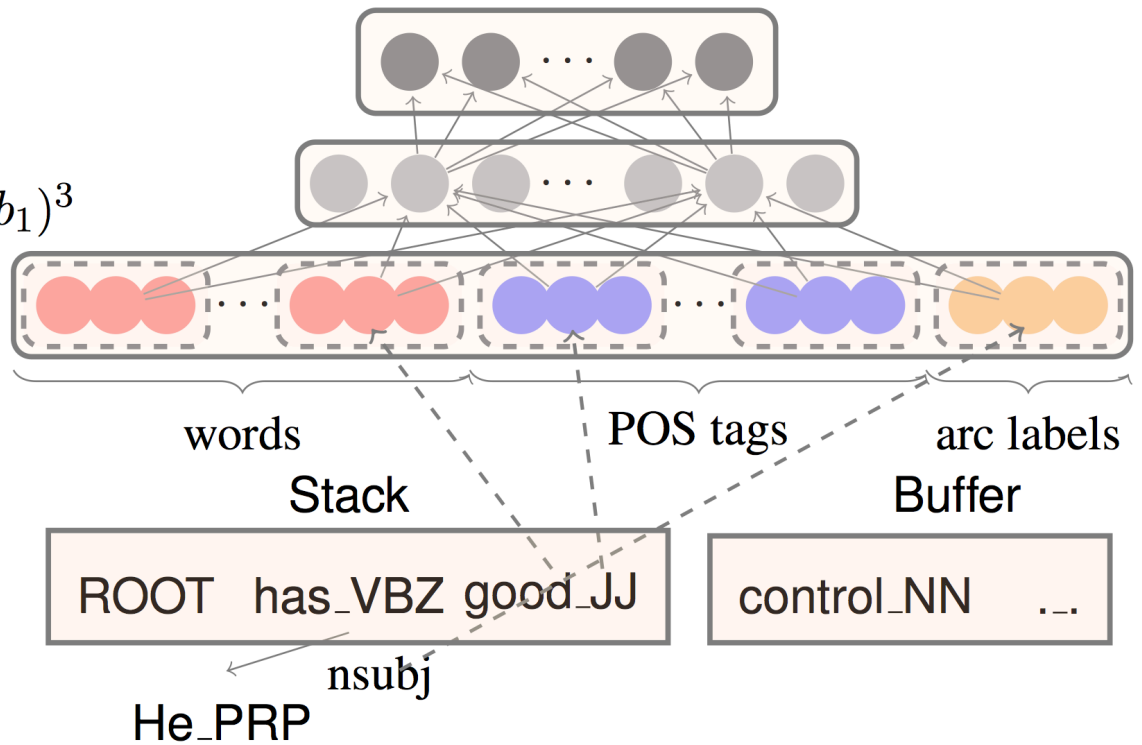 · · ·
· · ·
b₁)³
· · · · · ·
words POS tags arc labels
Stack Buffer
ROOT has_VBZ good_JJ control_NN ._.
nsubj
He_PRP